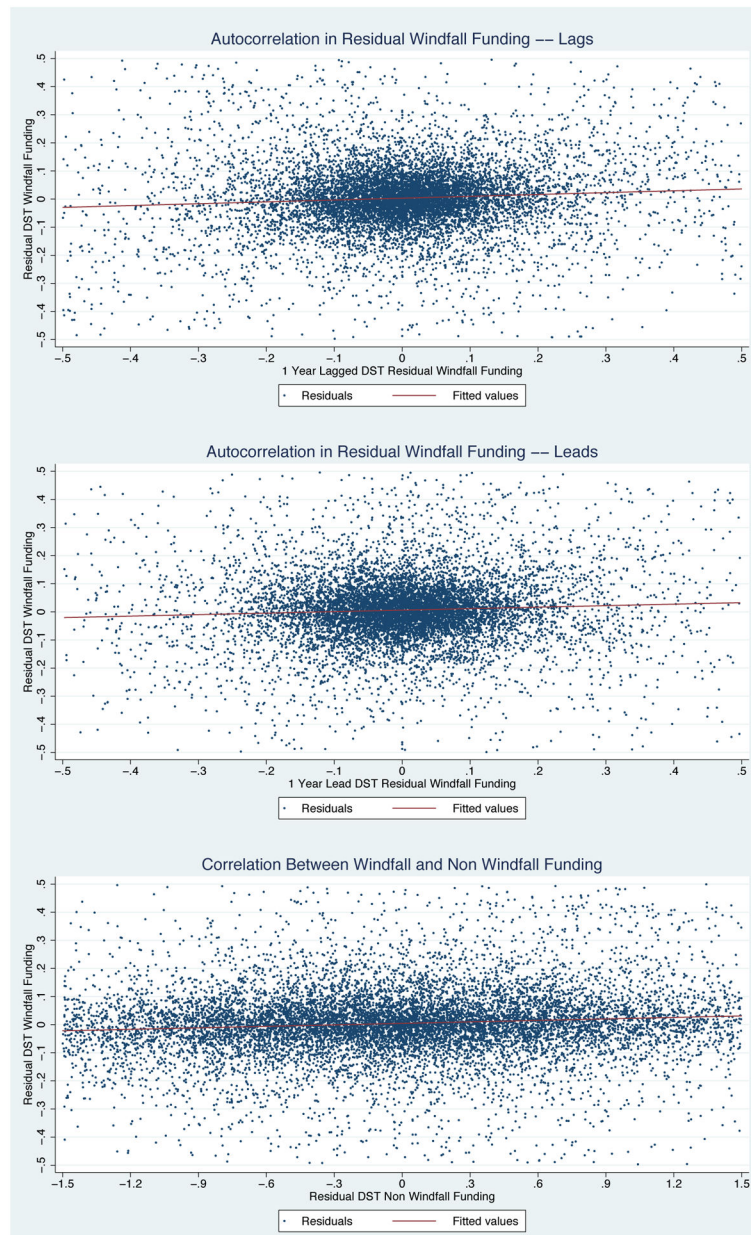 Autocorrelation in Residual Windfall Funding −− Lags
Residual DST Windfall Funding
.5
.4
.3
.2
.1
0
-.1
-.2
-.3
-.4
-.5
-.5 -.4 -.3 -.2 -.1 0 .1 .2 .3 .4 .5
1 Year Lagged DST Residual Windfall Funding
Residuals Fitted values
Autocorrelation in Residual Windfall Funding −− Leads
Residual DST Windfall Funding
.5
.4
.3
.2
.1
0
-.1
-.2
-.3
-.4
-.5
-.5 -.4 -.3 -.2 -.1 0 .1 .2 .3 .4 .5
1 Year Lead DST Residual Windfall Funding
Residuals Fitted values
Correlation Between Windfall and Non Windfall Funding
Residual DST Windfall Funding
.5
.4
.3
.2
.1
0
-.1
-.2
-.3
-.4
-.5
-1.5 -1.2 -.9 -.6 -.3 0 .3 .6 .9 1.2 1.5
Residual DST Non Windfall Funding
Residuals Fitted values